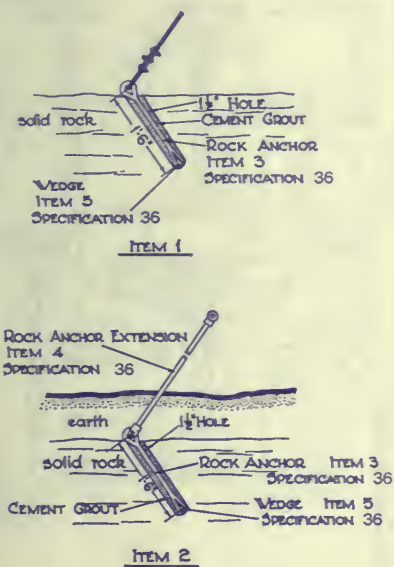 1½" HOLE
solid rock
CEMENT GROUT
1'6"
ROCK ANCHOR
ITEM 3
SPECIFICATION 36
WEDGE
ITEM 5
SPECIFICATION 36
ITEM 1
ROCK ANCHOR EXTENSION
ITEM 4
SPECIFICATION 36
earth
1½" HOLE
solid rock
ROCK ANCHOR ITEM 3
SPECIFICATION 36
1'6"
CEMENT GROUT
WEDGE ITEM 5
SPECIFICATION 36
ITEM 2